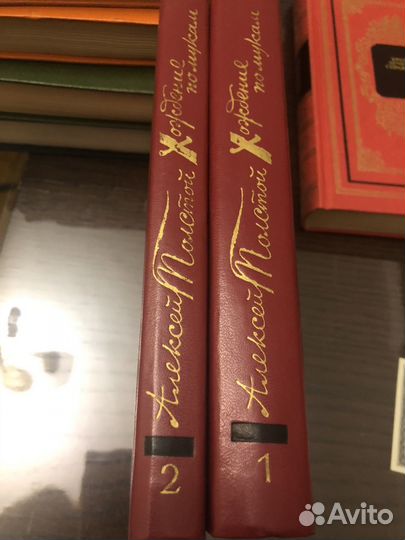 Алексей Толстой Хождение
по мукам
2
Алексей Толстой Хождение
по мукам
1
Avito